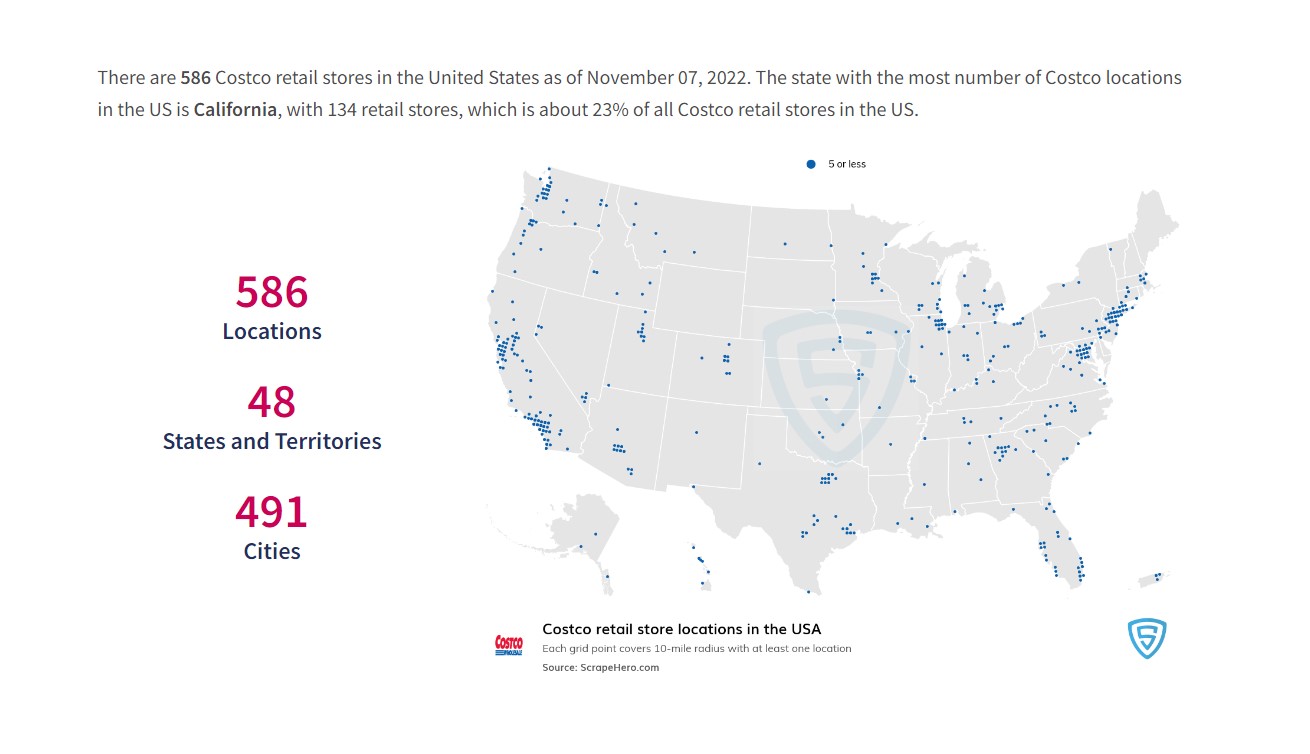 There are 586 Costco retail stores in the United States as of November 07, 2022. The state with the most number of Costco locations
in the US is California, with 134 retail stores, which is about 23% of all Costco retail stores in the US.
5 or less
586
Locations
48
States and Territories
491
Cities
Costco retail store locations in the USA
Each grid point covers 10-mile radius with at least one location
Source: ScrapeHero.com
COSTCO
WHOLESALE